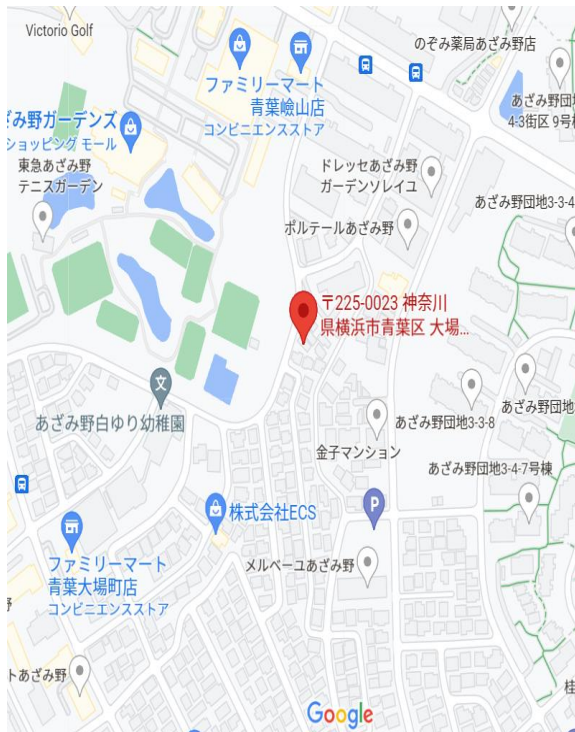 Victorio Golf
のぞみ薬局あざみ野店
ファミリーマート
青葉嶮山店
コンビニエンスストア
あざみ野団
4-3街区 9号
ざみ野ガーデンズ
ショッピング モール
東急あざみ野
テニスガーデン
ドレッセあざみ野
ガーデンソレイユ
あざみ野団地3-3-4
ポルテールあざみ野
〒225-0023 神奈川
県横浜市青葉区 大場...
文
あざみ野白ゆり幼稚園
あざみ野団地3-3-8
あざみ野団地
金子マンション
あざみ野団地3-4-7号棟
P
株式会社ECS
メルベーユあざみ野
ファミリーマート
青葉大場町店
コンビニエンスストア
野
トあざみ野
桂
Google